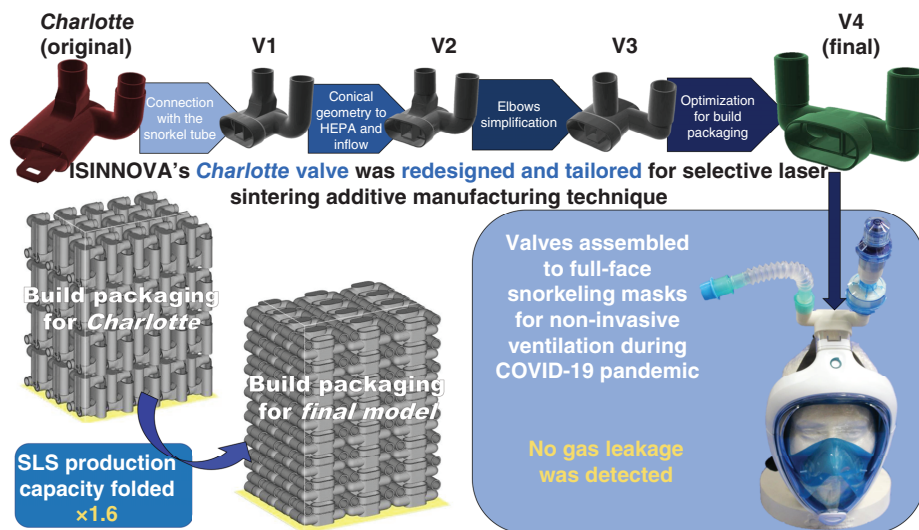 Charlotte
(original)
V1
V2
V3
V4
(final)
Connection
with the
snorkel tube
Conical
geometry to
HEPA and
inflow
Elbows
simplification
Optimization
for build
packaging
ISINNOVA's Charlotte valve was redesigned and tailored for selective laser
sintering additive manufacturing technique
Build packaging
for Charlotte
Build packaging
for final model
SLS production
capacity folded
×1.6
Valves assembled
to full-face
snorkeling masks
for non-invasive
ventilation during
COVID-19 pandemic
No gas leakage
was detected